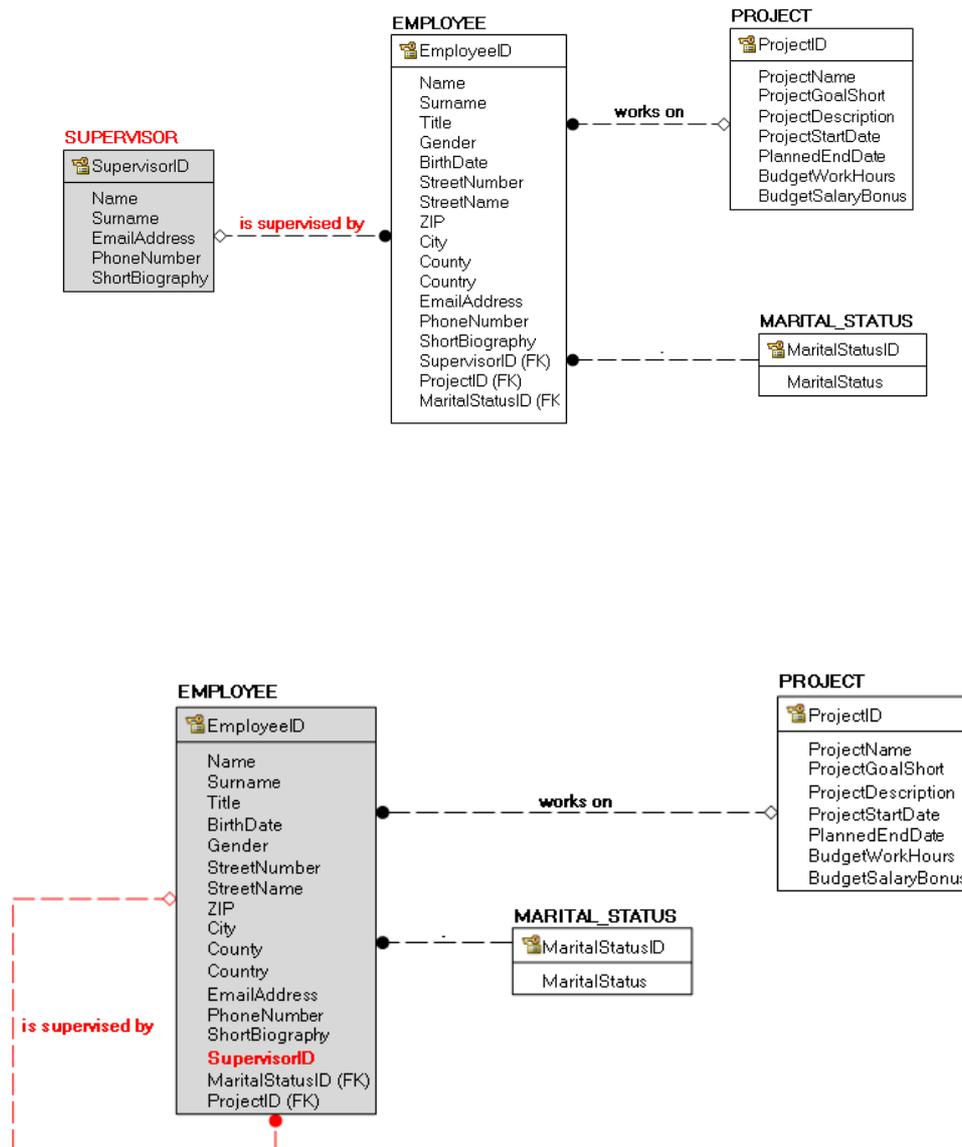 EMPLOYEE
EmployeeID
Name
Surname
Title
Gender
BirthDate
StreetNumber
StreetName
ZIP
City
County
Country
EmailAddress
PhoneNumber
ShortBiography
SupervisorID (FK)
ProjectID (FK)
MaritalStatusID (FK
PROJECT
ProjectID
ProjectName
ProjectGoalShort
ProjectDescription
ProjectStartDate
PlannedEndDate
BudgetWorkHours
BudgetSalaryBonus
works on
SUPERVISOR
SupervisorID
Name
Surname
EmailAddress
PhoneNumber
ShortBiography
is supervised by
MARITAL_STATUS
MaritalStatusID
MaritalStatus
EMPLOYEE
EmployeeID
Name
Surname
Title
BirthDate
Gender
StreetNumber
StreetName
ZIP
City
County
Country
EmailAddress
PhoneNumber
ShortBiography
SupervisorID
MaritalStatusID (FK)
ProjectID (FK)
PROJECT
ProjectID
ProjectName
ProjectGoalShort
ProjectDescription
ProjectStartDate
PlannedEndDate
BudgetWorkHours
BudgetSalaryBonus
works on
MARITAL_STATUS
MaritalStatusID
MaritalStatus
is supervised by